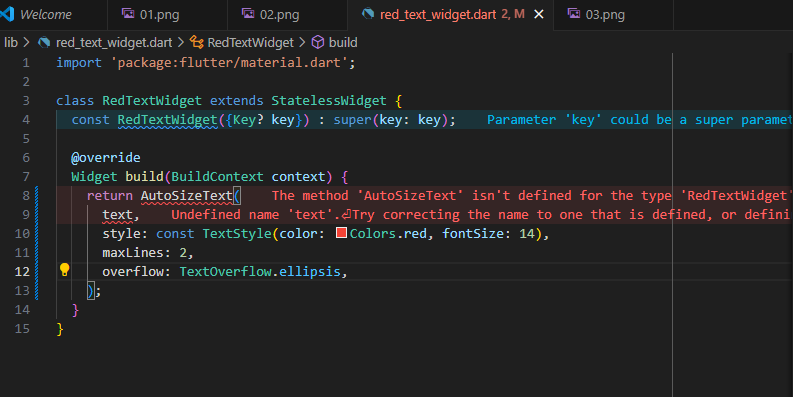 Welcome 01.png 02.png red_text_widget.dart 2, M 03.png
lib > red_text_widget.dart > RedTextWidget > build
1 import 'package:flutter/material.dart';
2
3 class RedTextWidget extends StatelessWidget {
4 const RedTextWidget({Key? key}) : super(key: key); Parameter 'key' could be a super paramet
5
6 @override
7 Widget build(BuildContext context) {
8 return AutoSizeText( The method 'AutoSizeText' isn't defined for the type 'RedTextWidget'
9 text, Undefined name 'text'.⏎Try correcting the name to one that is defined, or defini
10 style: const TextStyle(color: Colors.red, fontSize: 14),
11 maxLines: 2,
12 overflow: TextOverflow.ellipsis,
13 );
14 }
15 }